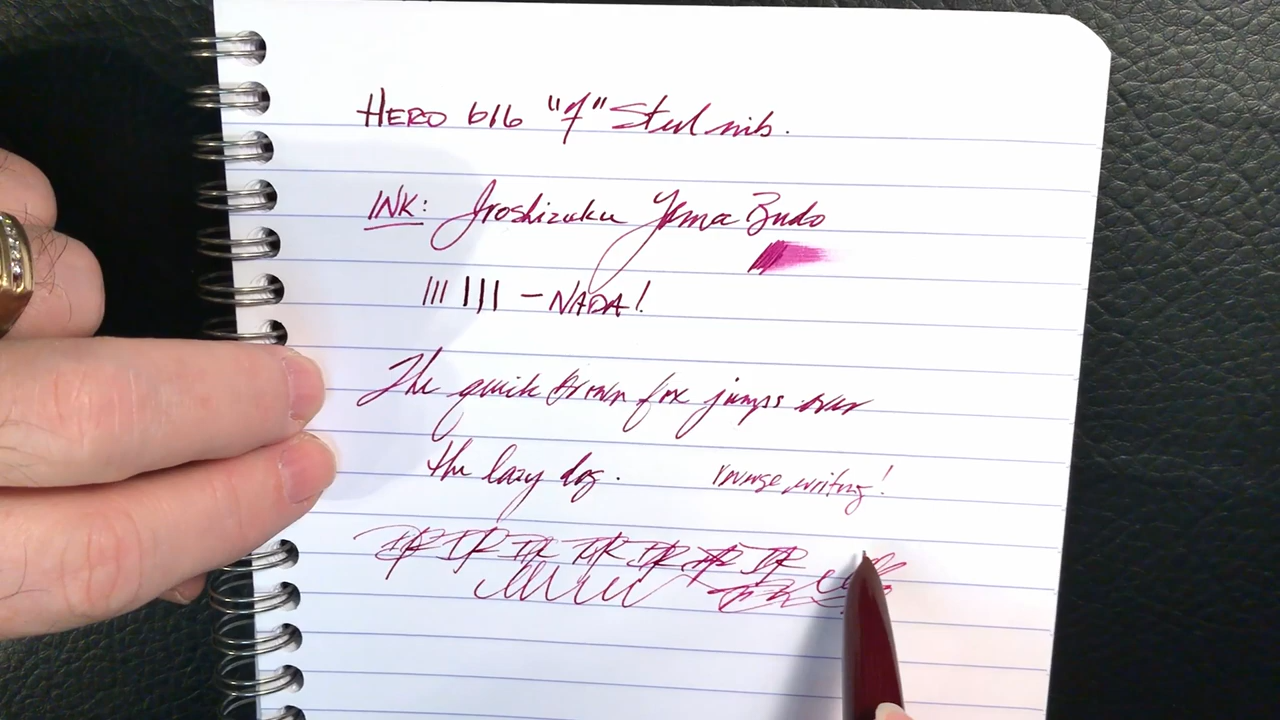 HERO 616 "f" Steel nib.
INK: Iroshizuku Yama Budo
— NADA!
The quick brown fox jumps over
the lazy dog. reverse writing!